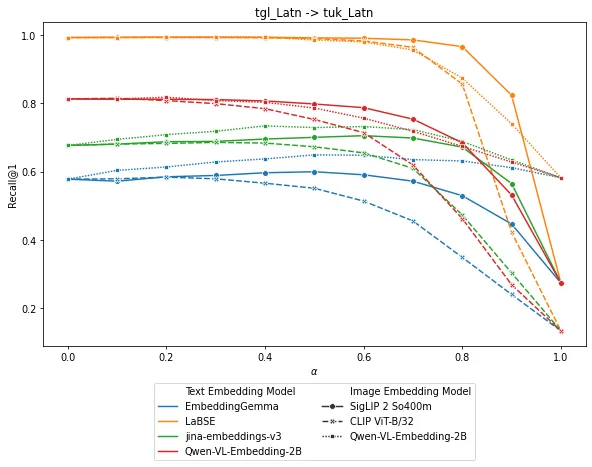 tgl_Latn -> tuk_Latn
1.0
0.8
0.6
0.4
0.2
Recall@1
0.0 0.2 0.4 0.6 0.8 1.0
α
Text Embedding Model Image Embedding Model
EmbeddingGemma SigLIP 2 So400m
LaBSE CLIP ViT-B/32
jina-embeddings-v3 Qwen-VL-Embedding-2B
Qwen-VL-Embedding-2B